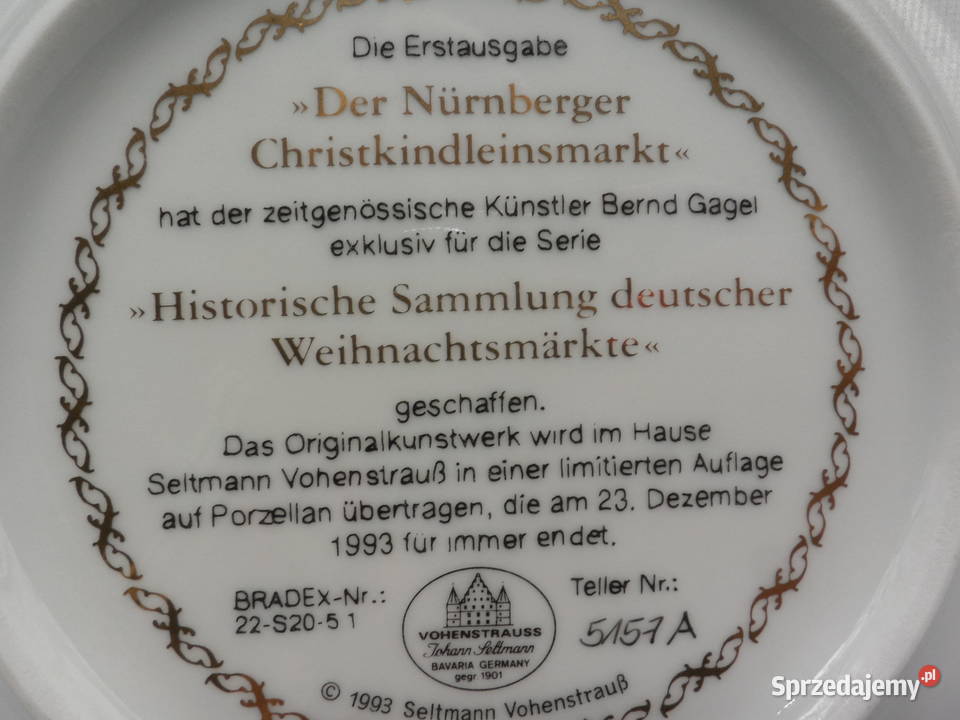 Die Erstausgabe
»Der Nürnberger
Christkindleinsmarkt«
hat der zeitgenössische Künstler Bernd Gagel
exklusiv für die Serie
»Historische Sammlung deutscher
Weihnachtsmärkte«
geschaffen.
Das Originalkunstwerk wird im Hause
Seltmann Vohenstrauß in einer limitierten Auflage
auf Porzellan übertragen, die am 23. Dezember
1993 für immer endet.
BRADEX-Nr.:
22-S20-5 1
VOHENSTRAUSS
Johann Seltmann
BAVARIA GERMANY
gegr. 1901
Teller Nr.:
5157 A
© 1993 Seltmann Vohenstrauß
Sprzedajemy.pl